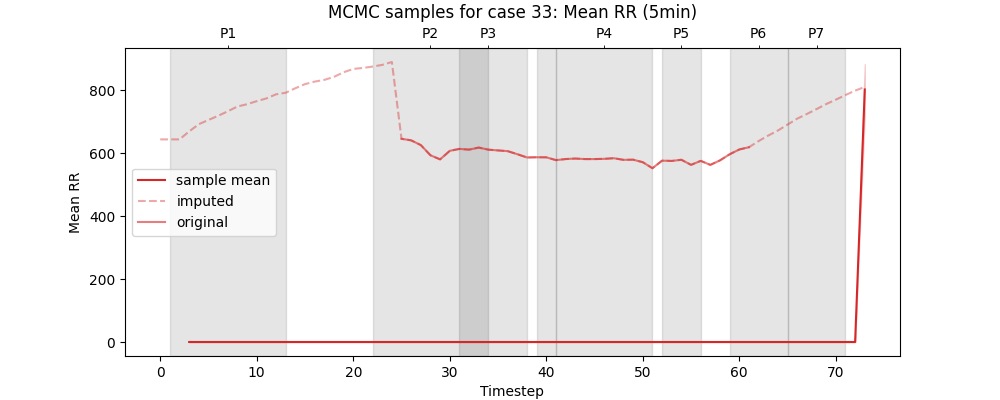 MCMC samples for case 33: Mean RR (5min)
P1 P2 P3 P4 P5 P6 P7
800
600
400
200
0
Mean RR
sample mean
imputed
original
0 10 20 30 40 50 60 70
Timestep